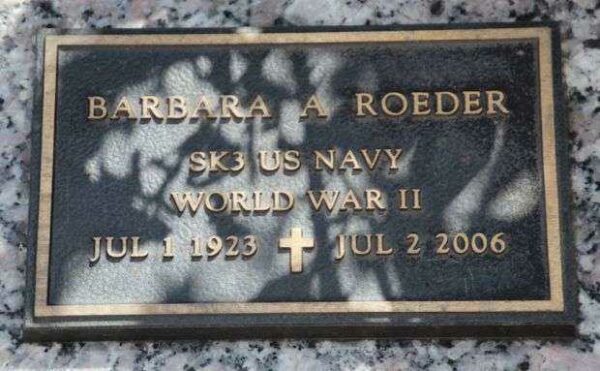 BARBARA A ROEDER
SK3 US NAVY
WORLD WAR II
JUL 1 1923 JUL 2 2006